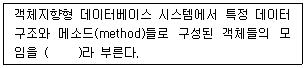 객체지향형 데이터베이스 시스템에서 특정 데이터
구조와 메소드(method)들로 구성된 객체들의 모
임을 (    )라 부른다.